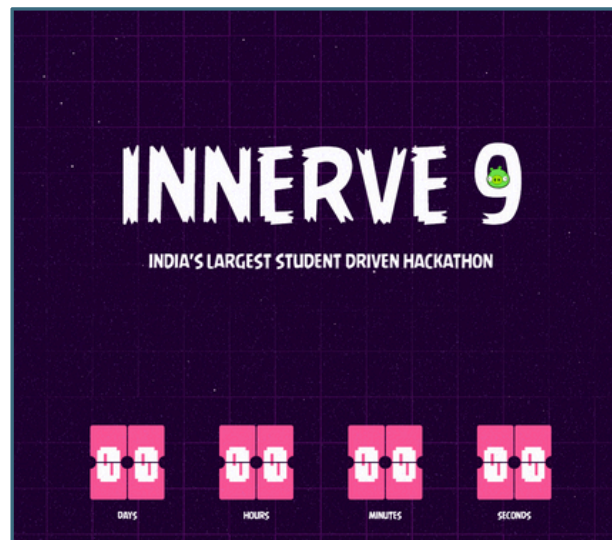 INNERVE 9
INDIA'S LARGEST STUDENT DRIVEN HACKATHON
00 00 00 00
DAYS HOURS MINUTES SECONDS